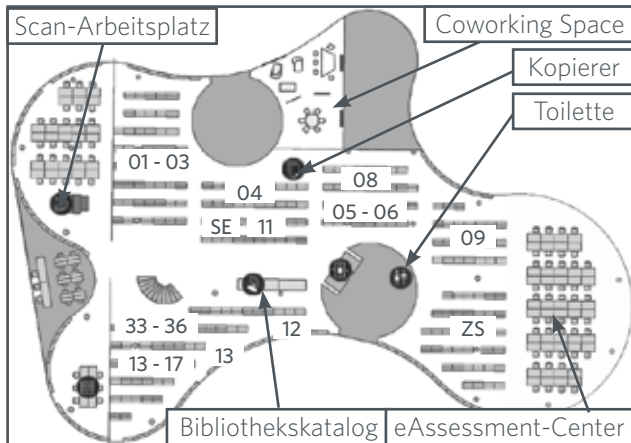 Scan-Arbeitsplatz
Coworking Space
Kopierer
Toilette
01 - 03
04
08
SE
11
05 - 06
09
33 - 36
12
ZS
13 - 17
13
Bibliothekskatalog
eAssessment-Center